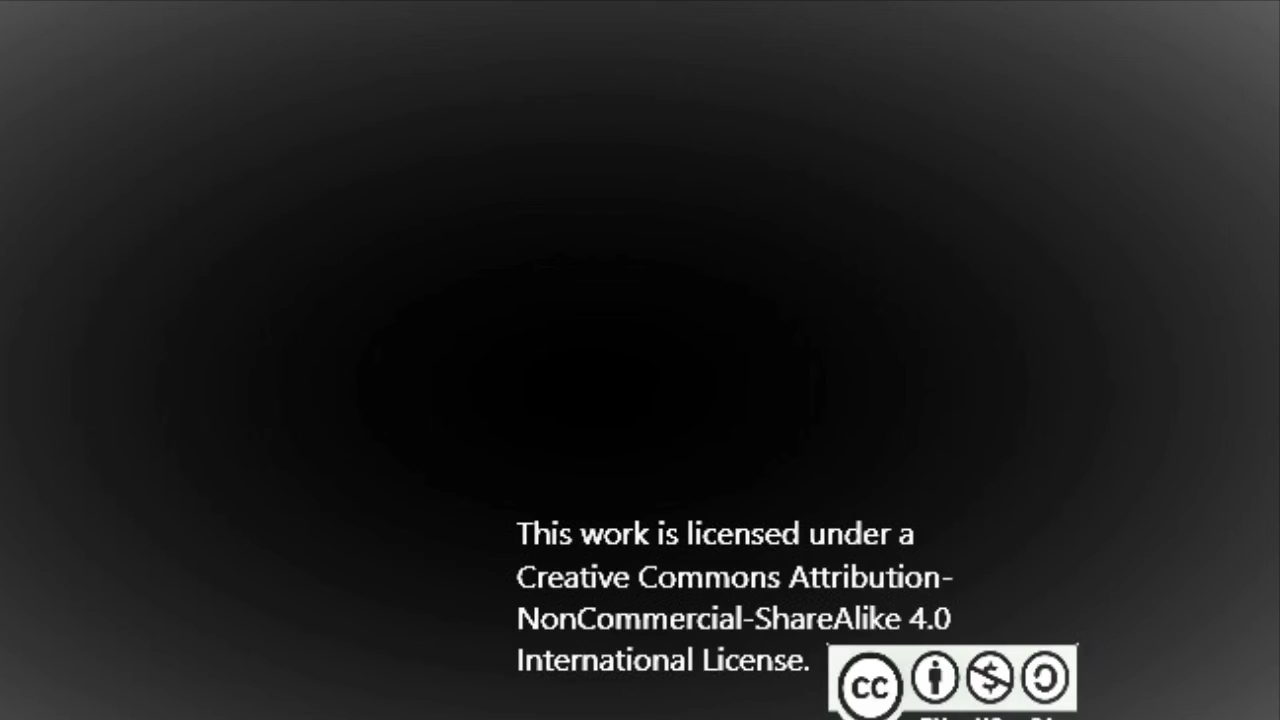 This work is licensed under a
Creative Commons Attribution-
NonCommercial-ShareAlike 4.0
International License.
cc